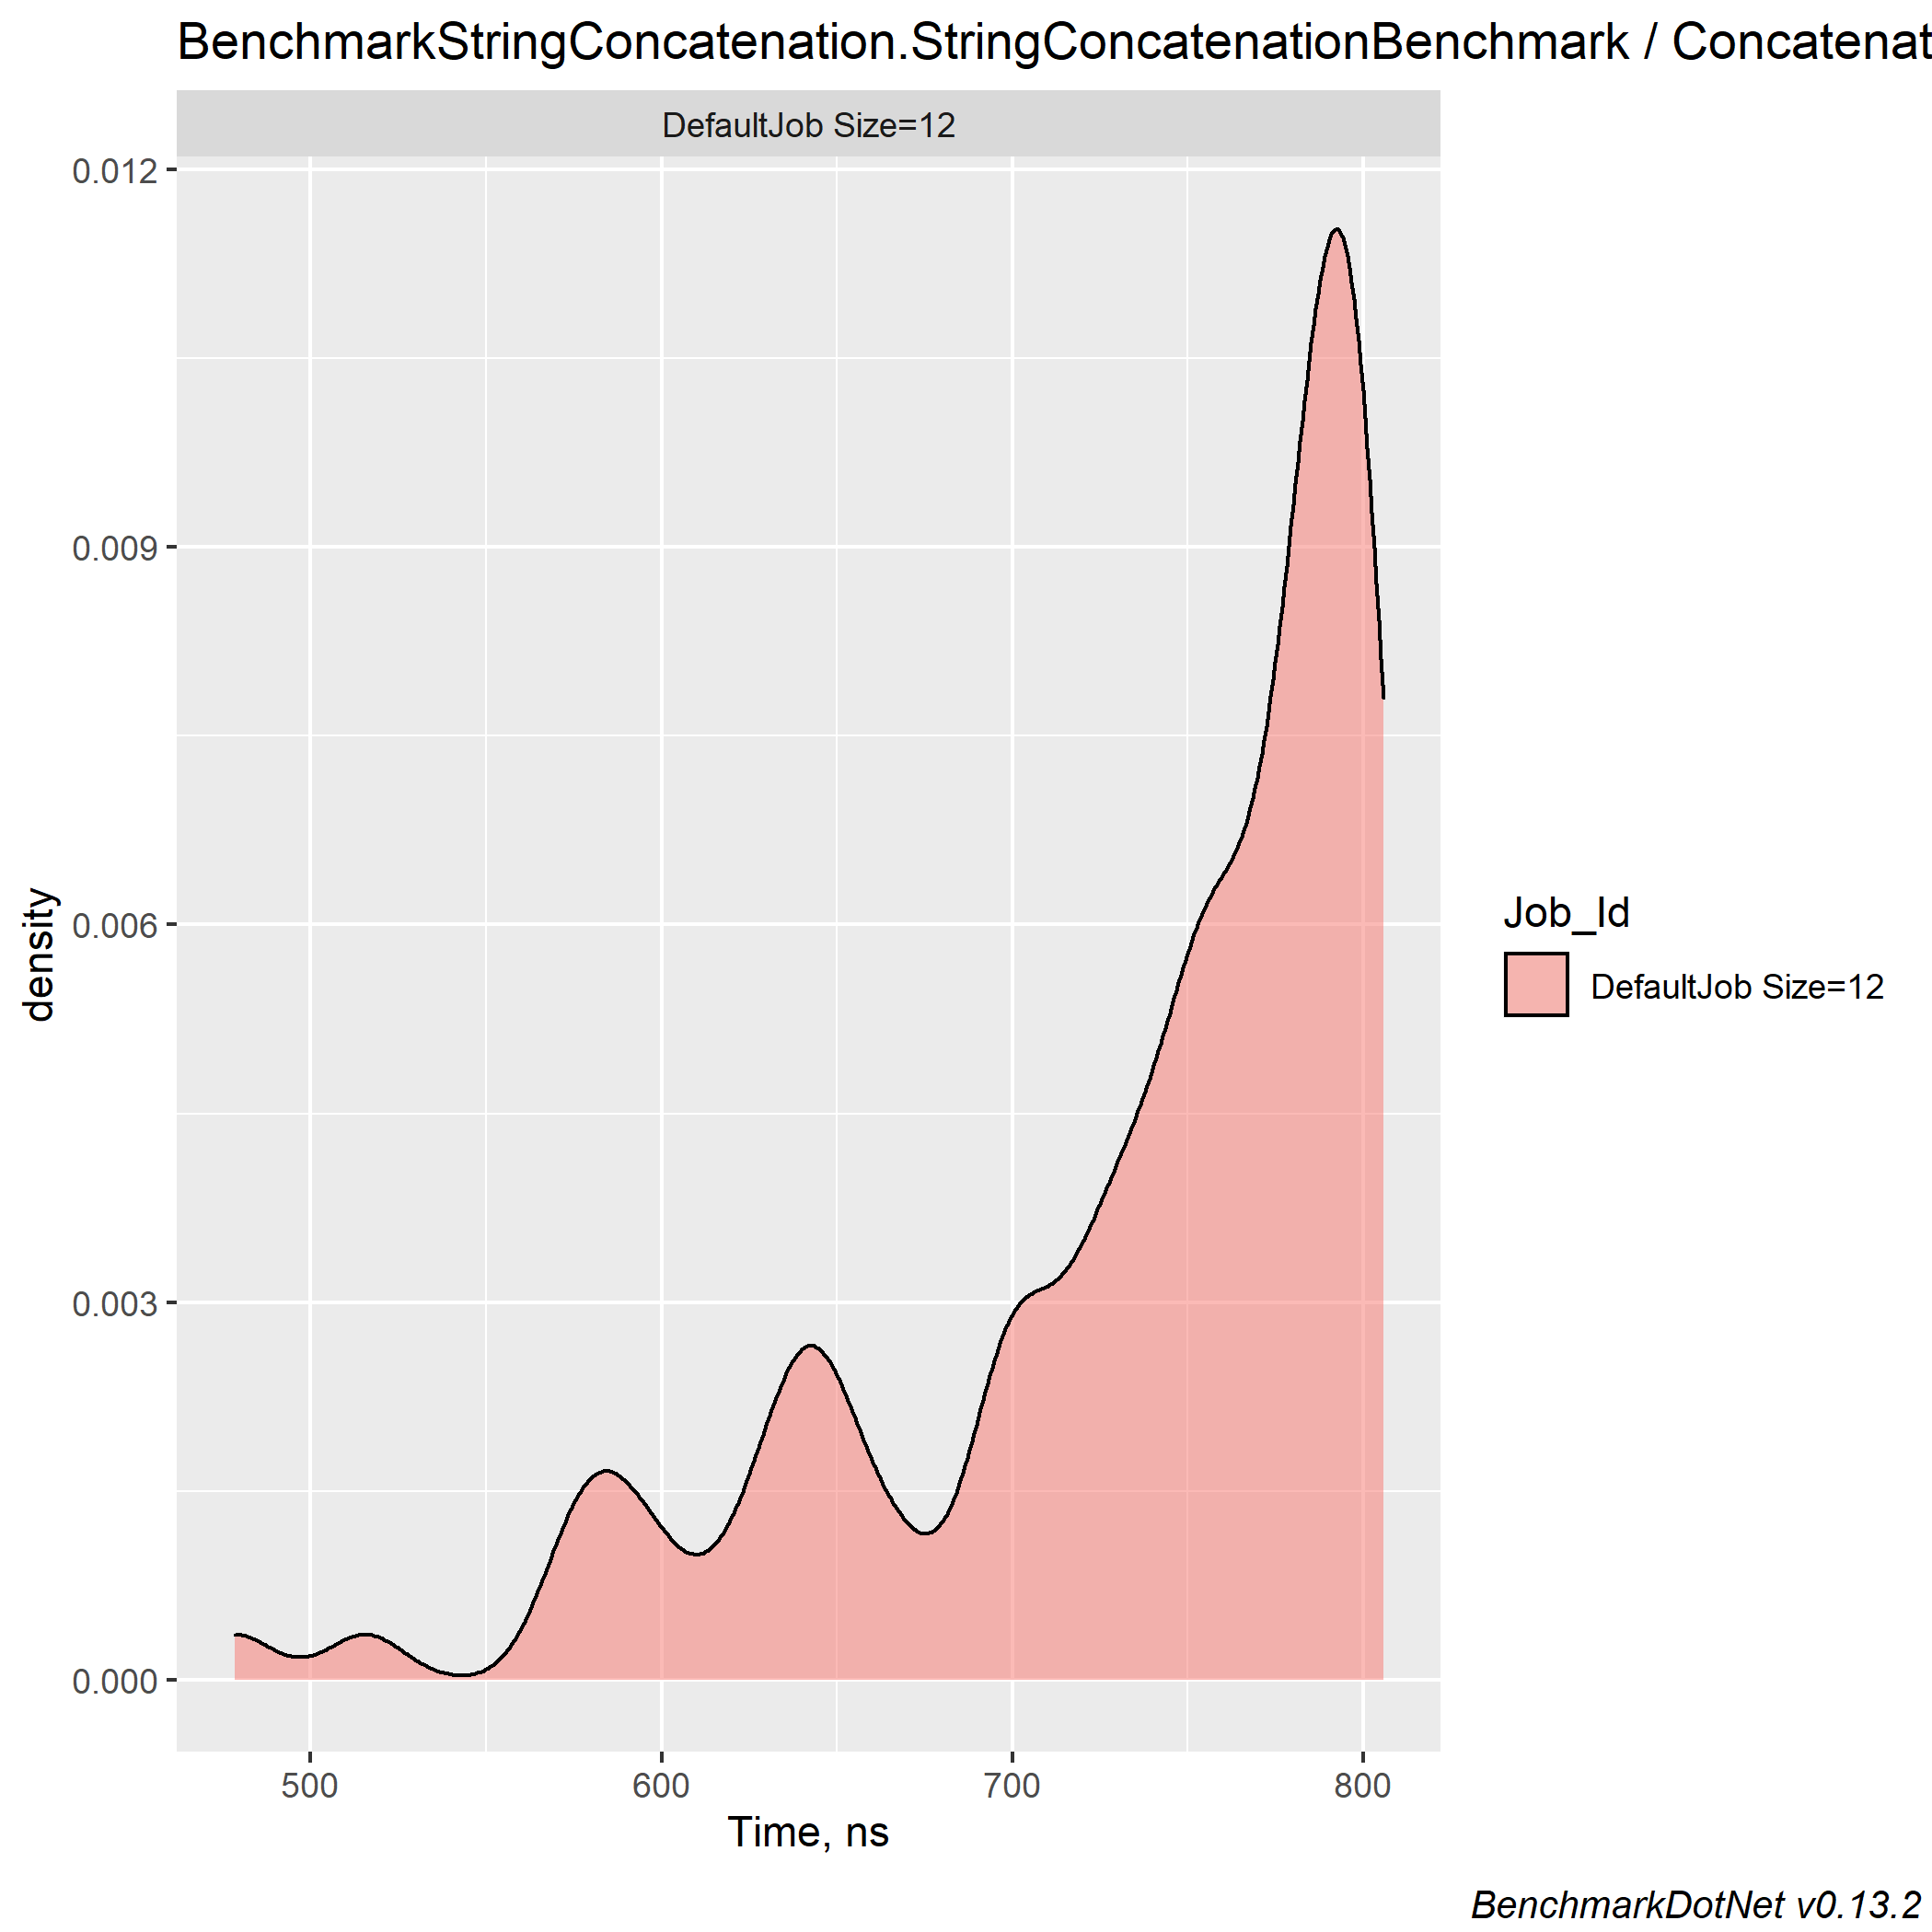 BenchmarkStringConcatenation.StringConcatenationBenchmark / Concatenat
DefaultJob Size=12
0.012
0.009
0.006
0.003
0.000
density
500 600 700 800
Time, ns
Job_Id
DefaultJob Size=12
BenchmarkDotNet v0.13.2